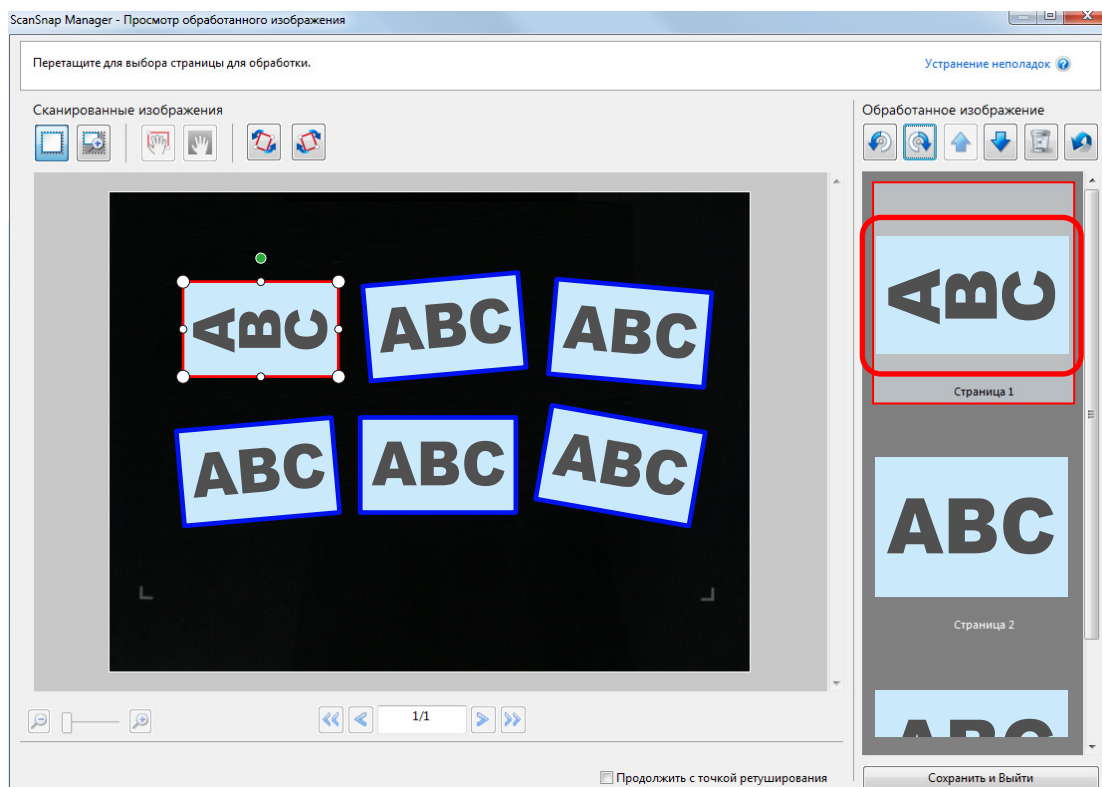 ScanSnap Manager - Просмотр обработанного изображения
Перетащите для выбора страницы для обработки.
Устранение неполадок
Сканированные изображения
Обработанное изображение
ABC
ABC
ABC
ABC
ABC
ABC
1/1
Продолжить с точкой ретуширования
ABC
Страница 1
ABC
Страница 2
ABC
Сохранить и Выйти